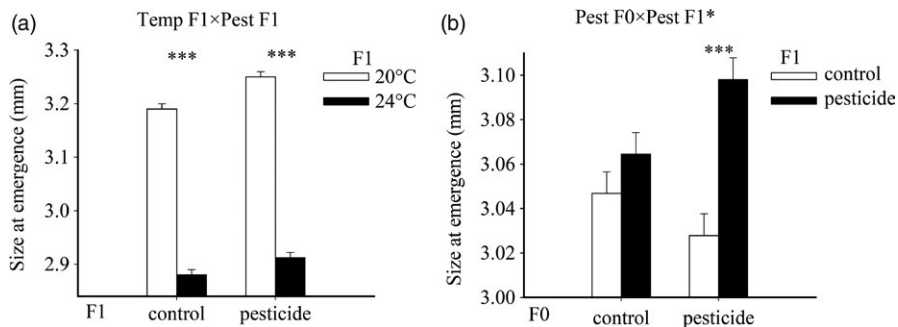 (a)
Temp F1×Pest F1
Size at emergence (mm)
3.3
3.2
3.1
3.0
2.9
***
***
F1
20°C
24°C
F1
control
pesticide
(b)
Pest F0×Pest F1*
Size at emergence (mm)
3.10
3.08
3.06
3.04
3.02
3.00
***
F1
control
pesticide
F0
control
pesticide